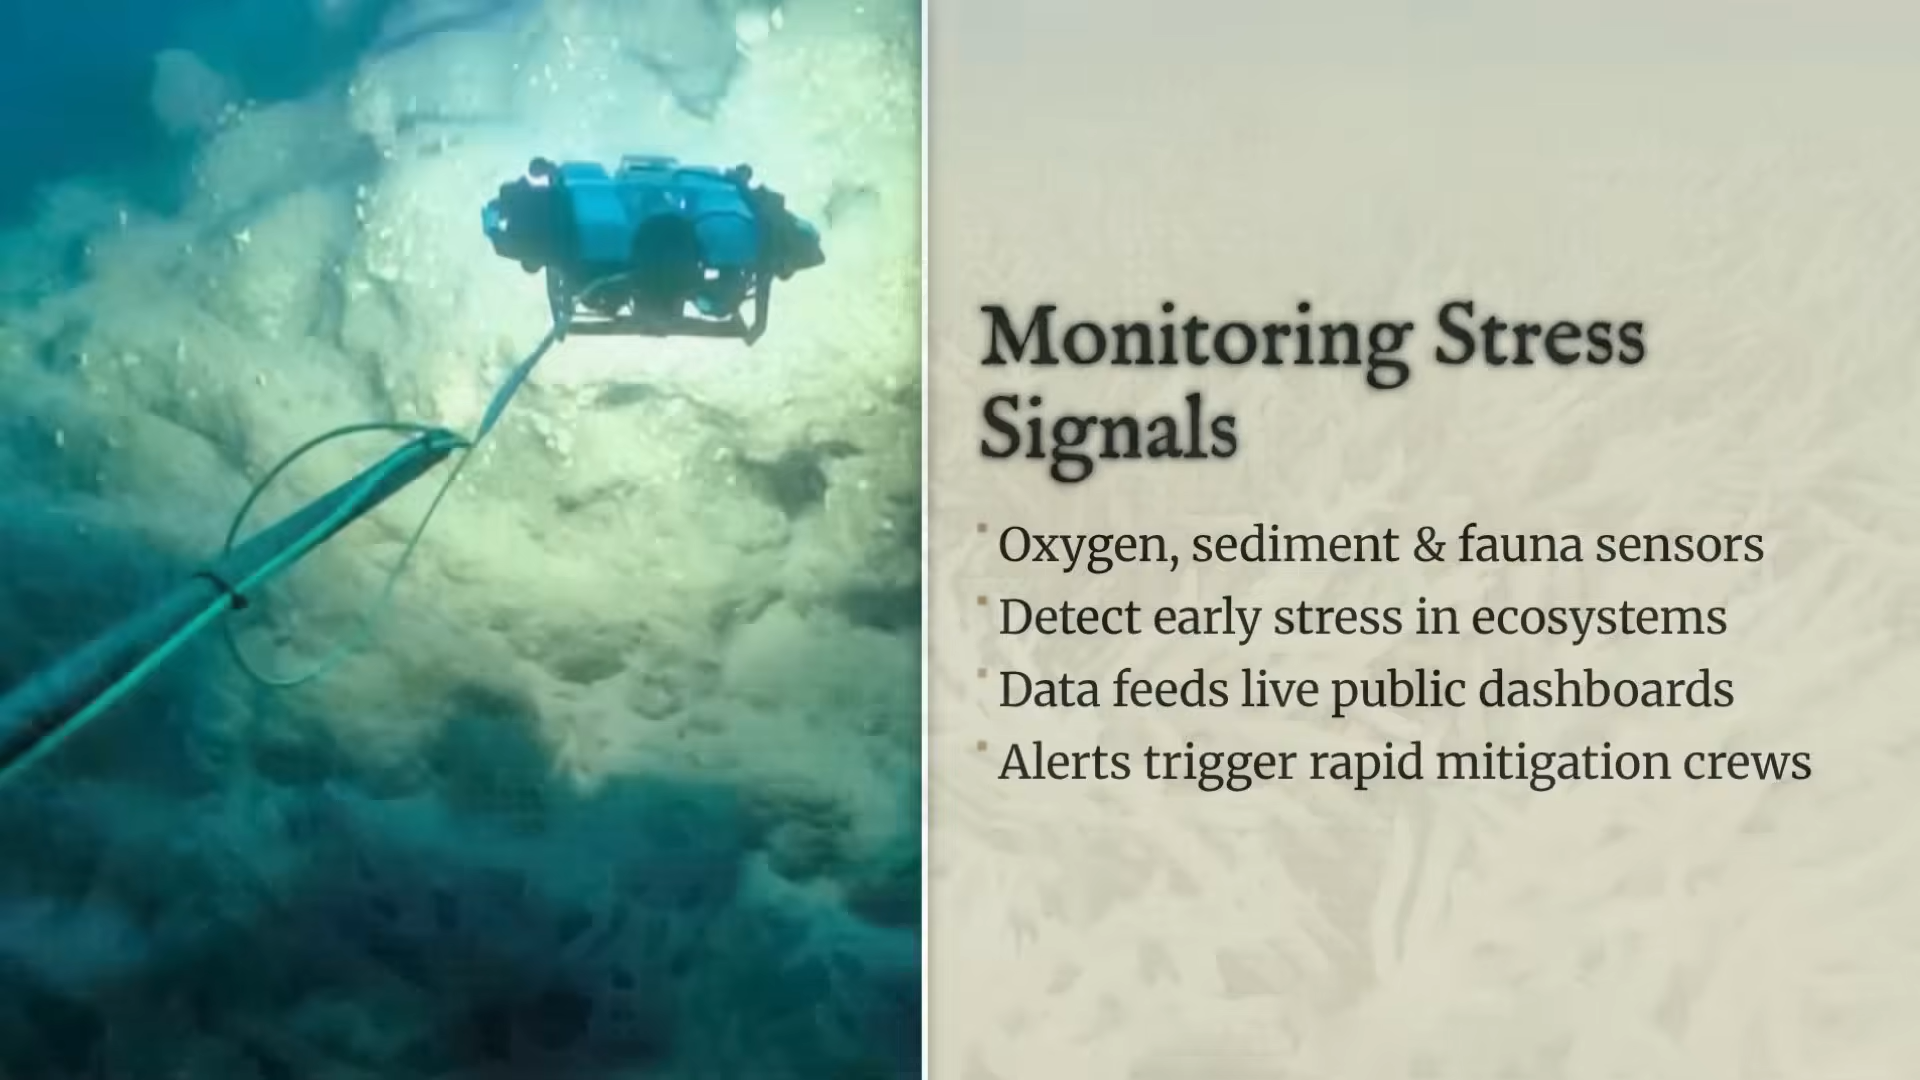 Monitoring Stress
Signals
Oxygen, sediment & fauna sensors
Detect early stress in ecosystems
Data feeds live public dashboards
Alerts trigger rapid mitigation crews